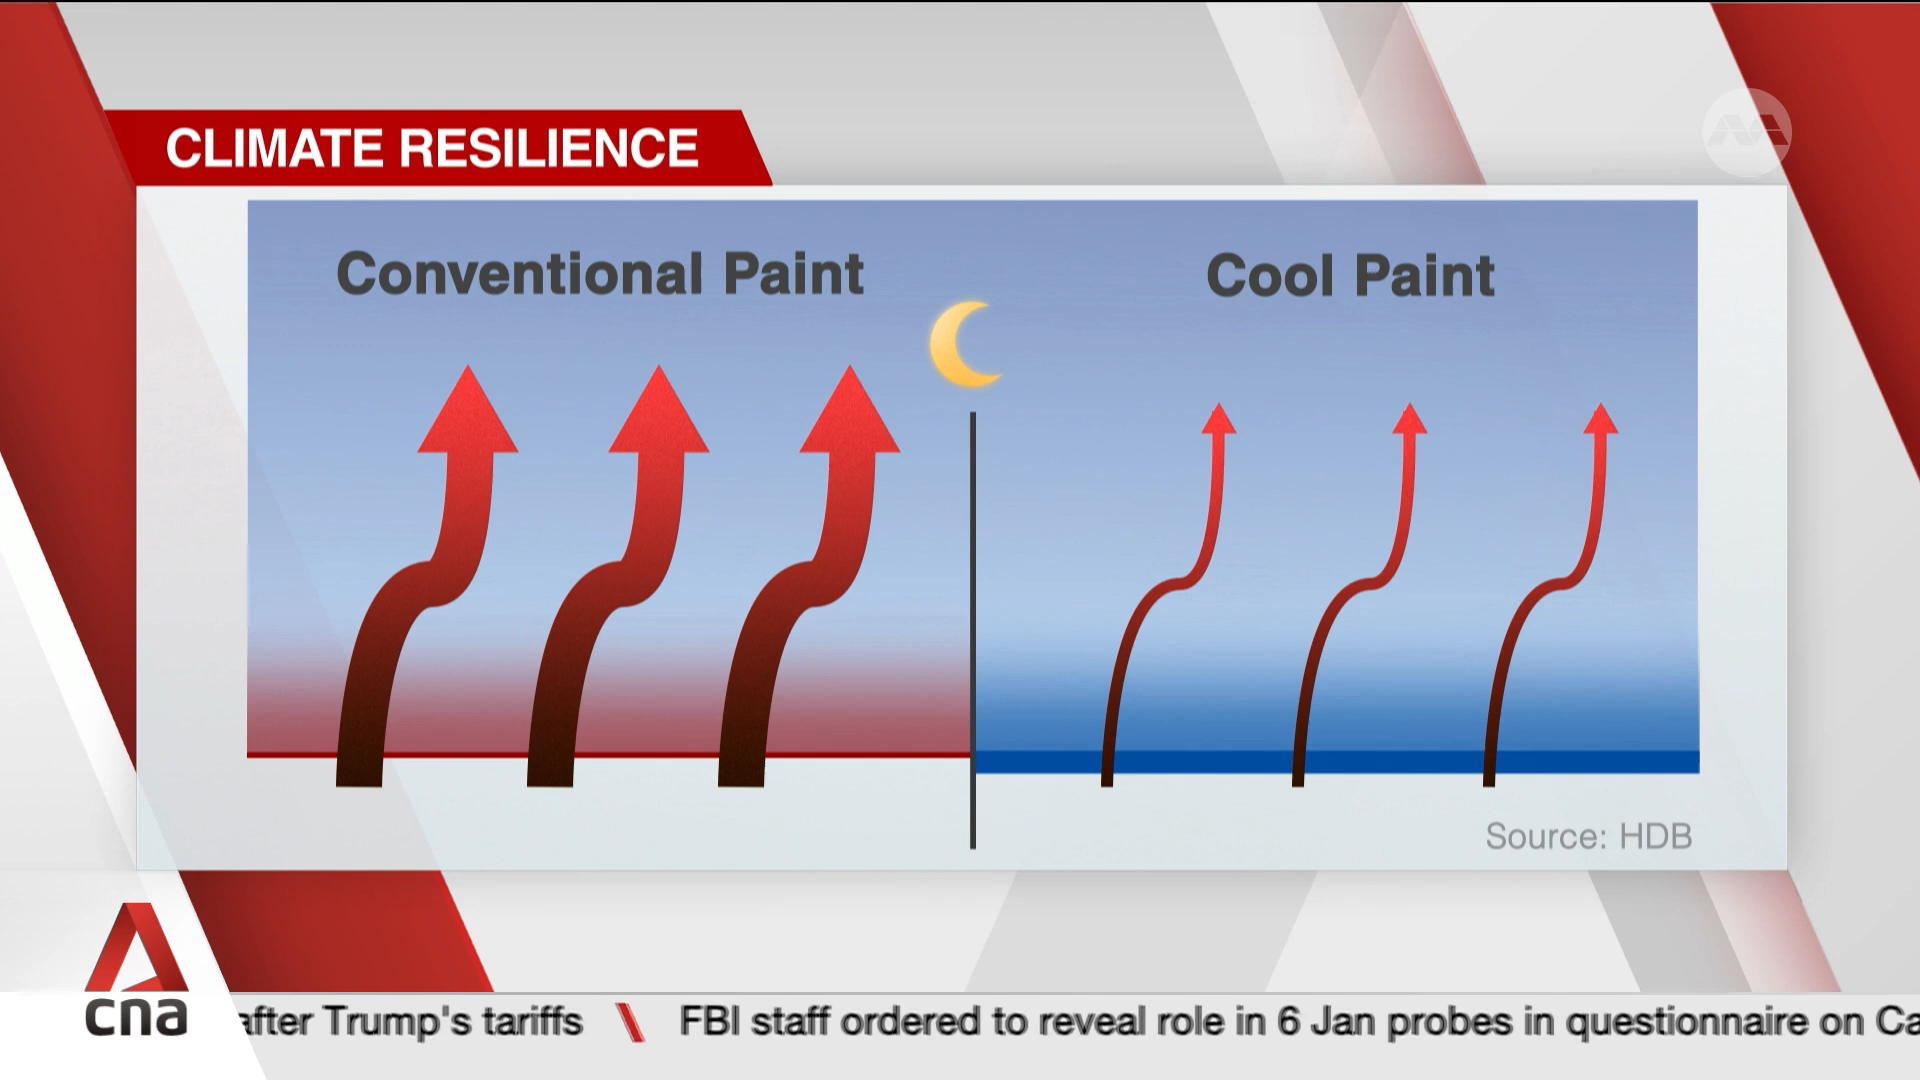 CLIMATE RESILIENCE
Conventional Paint
Cool Paint
Source: HDB
cna
after Trump's tariffs
FBI staff ordered to reveal role in 6 Jan probes in questionnaire on Ca